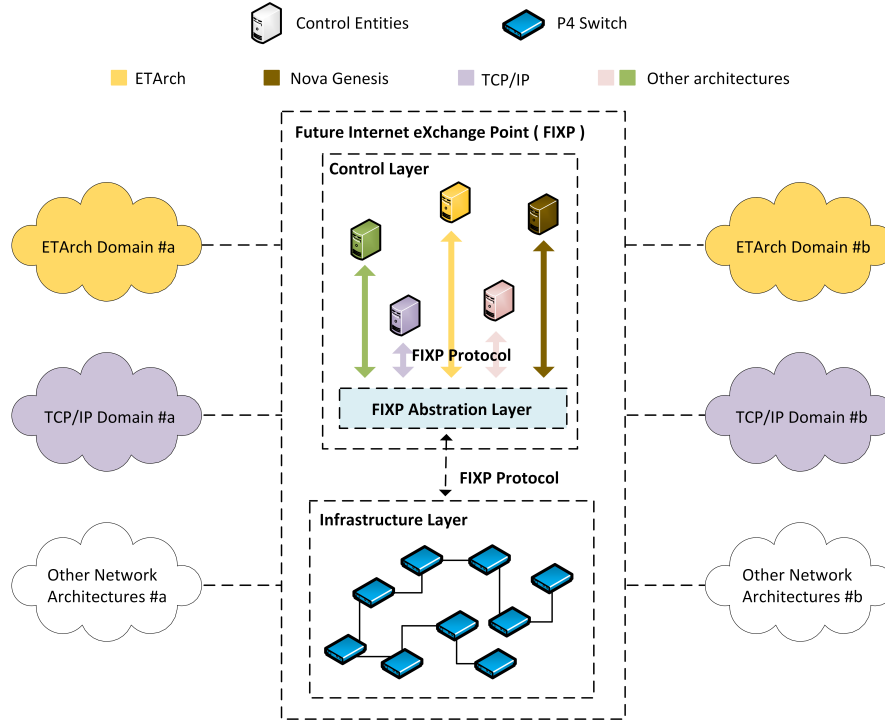 Control Entities
P4 Switch
ETArch
Nova Genesis
TCP/IP
Other architectures
Future Internet eXchange Point ( FIXP )
Control Layer
ETArch Domain #a
ETArch Domain #b
FIXP Protocol
TCP/IP Domain #a
FIXP Abstration Layer
TCP/IP Domain #b
FIXP Protocol
Infrastructure Layer
Other Network
Architectures #a
Other Network
Architectures #b